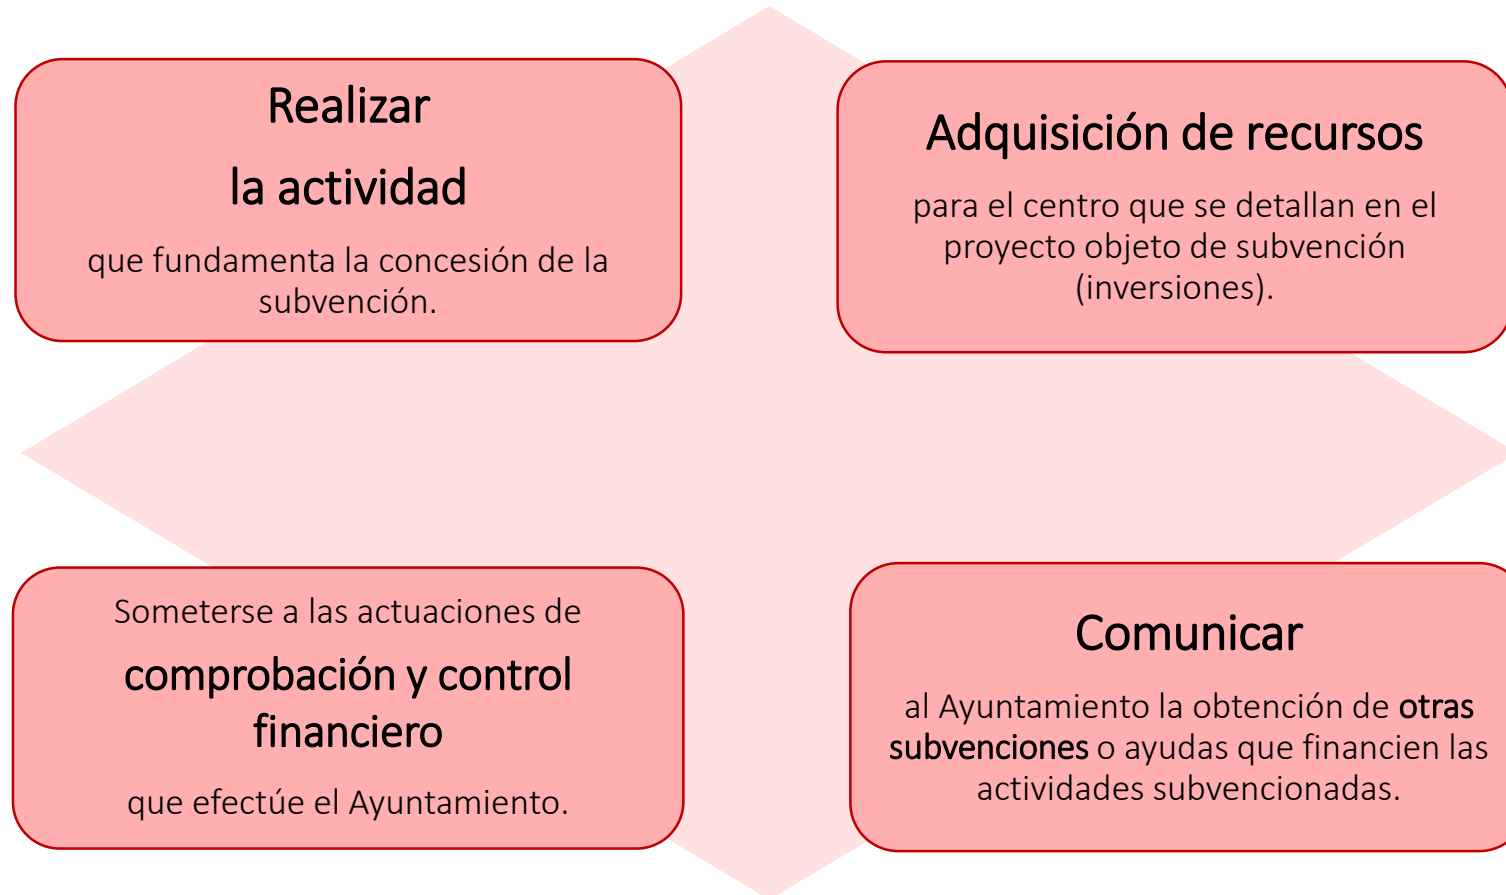 Realizar
la actividad
que fundamenta la concesión de la
subvención.
Adquisición de recursos
para el centro que se detallan en el
proyecto objeto de subvención
(inversiones).
Someterse a las actuaciones de
comprobación y control
financiero
que efectúe el Ayuntamiento.
Comunicar
al Ayuntamiento la obtención de otras
subvenciones o ayudas que financien las
actividades subvencionadas.